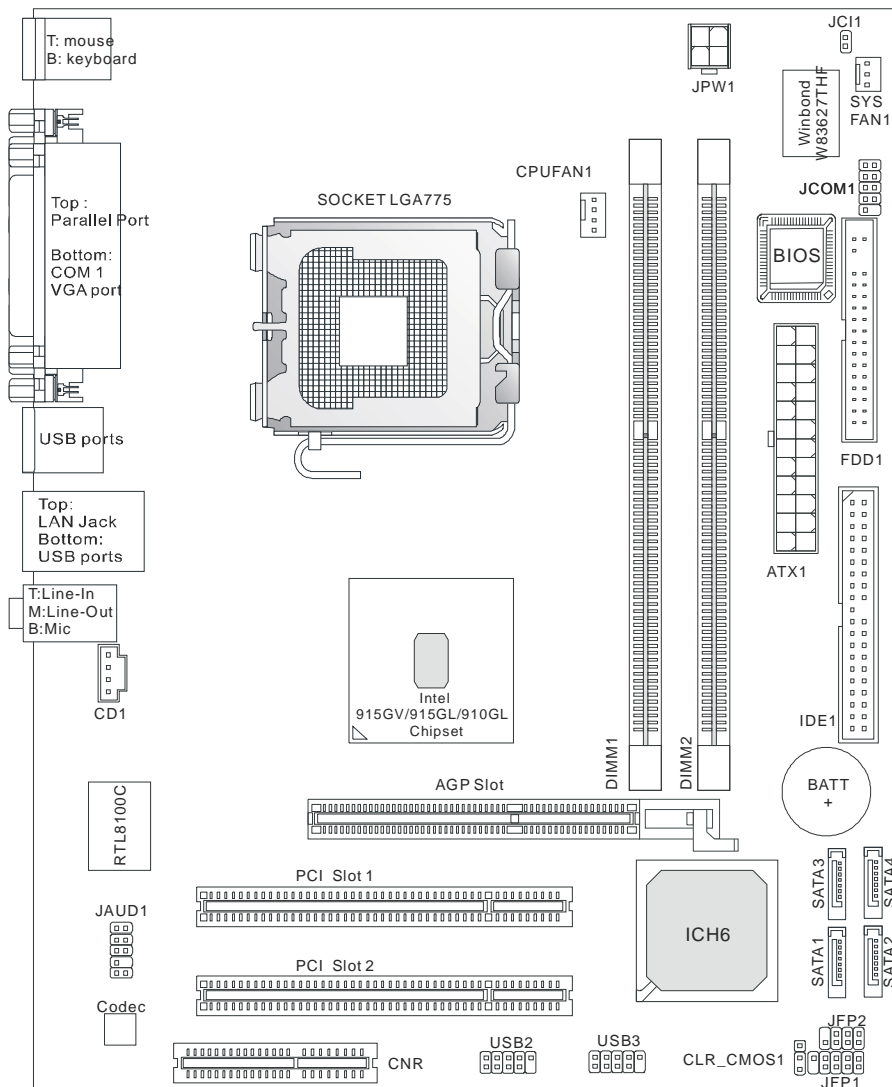 T: mouse
B: keyboard
JCI1
JPW1
Winbond
W83627THF
SYS
FAN1
CPUFAN1
JCOM1
SOCKET LGA775
Top :
Parallel Port
Bottom:
COM 1
VGA port
BIOS
USB ports
FDD1
Top:
LAN Jack
Bottom:
USB ports
ATX1
T:Line-In
M:Line-Out
B:Mic
CD1
Intel
915GV/915GL/910GL
Chipset
IDE1
DIMM1
DIMM2
BATT
+
AGP Slot
RTL8100C
PCI Slot 1
SATA3
SATA4
JAUD1
ICH6
SATA1
SATA2
PCI Slot 2
Codec
JFP2
USB2
USB3
CNR
CLR_CMOS1
JFP1